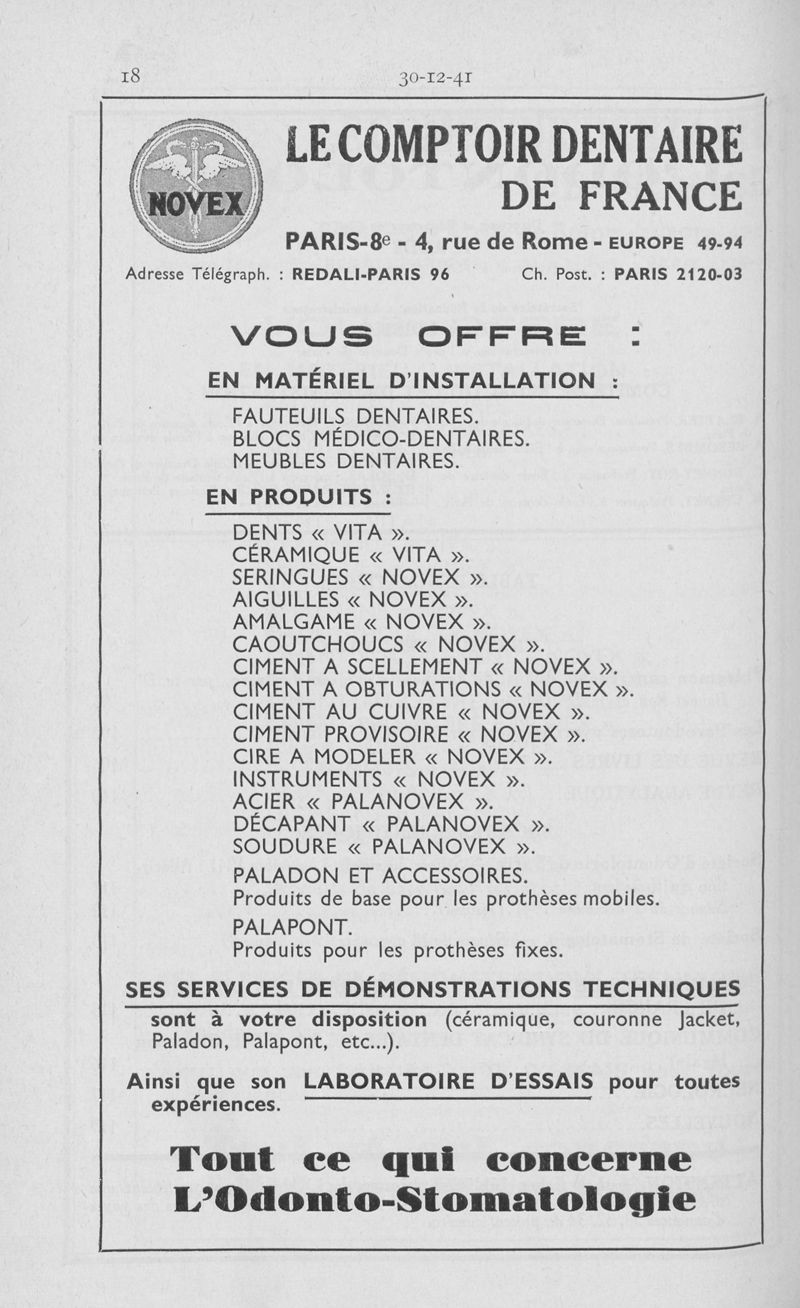 18
30-12-41
NOVEX
LE COMPTOIR DENTAIRE
DE FRANCE
PARIS-8e - 4, rue de Rome - EUROPE 49-94
Adresse Télégraph. : REDALI-PARIS 96 Ch. Post. : PARIS 2120-03
VOUS OFFRE :
EN MATÉRIEL D'INSTALLATION :
FAUTEUILS DENTAIRES.
BLOCS MÉDICO-DENTAIRES.
MEUBLES DENTAIRES.
EN PRODUITS :
DENTS « VITA ».
CÉRAMIQUE « VITA ».
SERINGUES « NOVEX ».
AIGUILLES « NOVEX ».
AMALGAME « NOVEX ».
CAOUTCHOUCS « NOVEX ».
CIMENT A SCELLEMENT « NOVEX ».
CIMENT A OBTURATIONS « NOVEX ».
CIMENT AU CUIVRE « NOVEX ».
CIMENT PROVISOIRE « NOVEX ».
CIRE A MODELER « NOVEX ».
INSTRUMENTS « NOVEX ».
ACIER « PALANOVEX ».
DÉCAPANT « PALANOVEX ».
SOUDURE « PALANOVEX ».
PALADON ET ACCESSOIRES.
Produits de base pour les prothèses mobiles.
PALAPONT.
Produits pour les prothèses fixes.
SES SERVICES DE DÉMONSTRATIONS TECHNIQUES
sont à votre disposition (céramique, couronne Jacket,
Paladon, Palapont, etc...).
Ainsi que son LABORATOIRE D'ESSAIS pour toutes
expériences.
Tout ce qui concerne
L'Odonto-Stomatologie